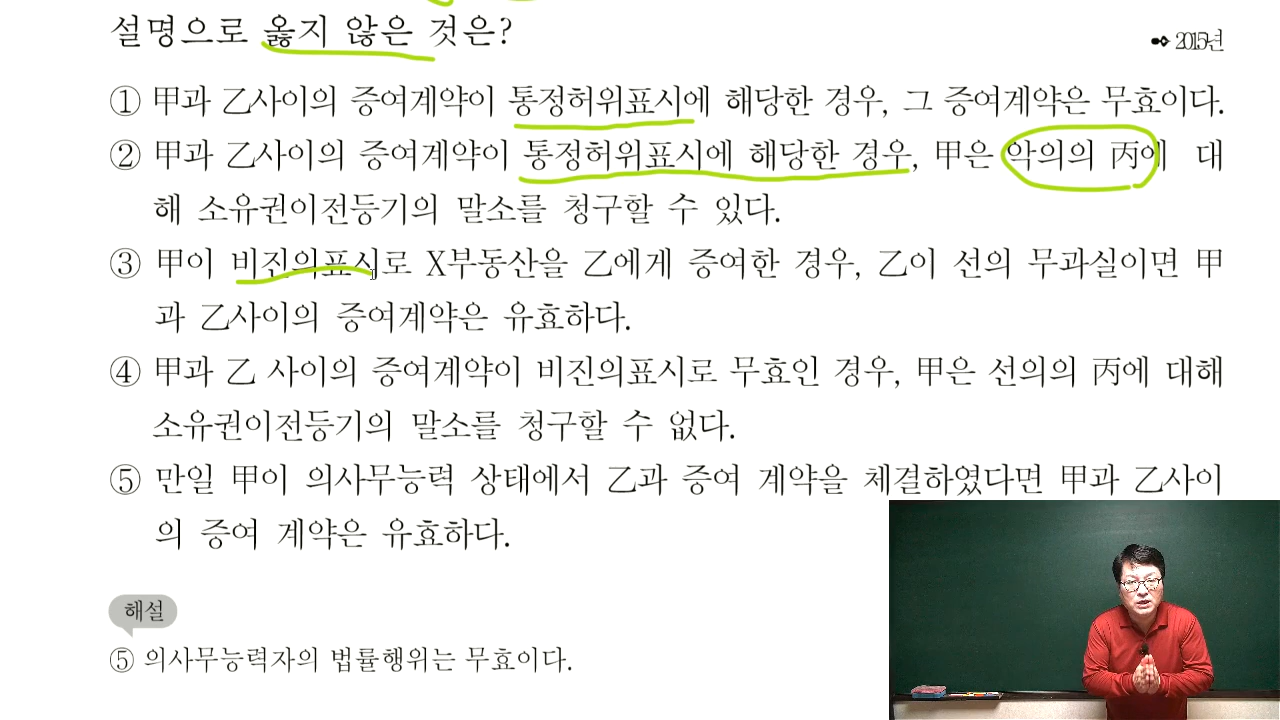 설명으로 옳지 않은 것은?
2015년
① 甲과 乙사이의 증여계약이 통정허위표시에 해당한 경우, 그 증여계약은 무효이다.
② 甲과 乙사이의 증여계약이 통정허위표시에 해당한 경우, 甲은 악의의 丙에 대
해 소유권이전등기의 말소를 청구할 수 있다.
③ 甲이 비진의표시로 X부동산을 乙에게 증여한 경우, 乙이 선의 무과실이면 甲
과 乙사이의 증여계약은 유효하다.
④ 甲과 乙 사이의 증여계약이 비진의표시로 무효인 경우, 甲은 선의의 丙에 대해
소유권이전등기의 말소를 청구할 수 없다.
⑤ 만일 甲이 의사무능력 상태에서 乙과 증여 계약을 체결하였다면 甲과 乙사이
의 증여 계약은 유효하다.
해설
⑤ 의사무능력자의 법률행위는 무효이다.